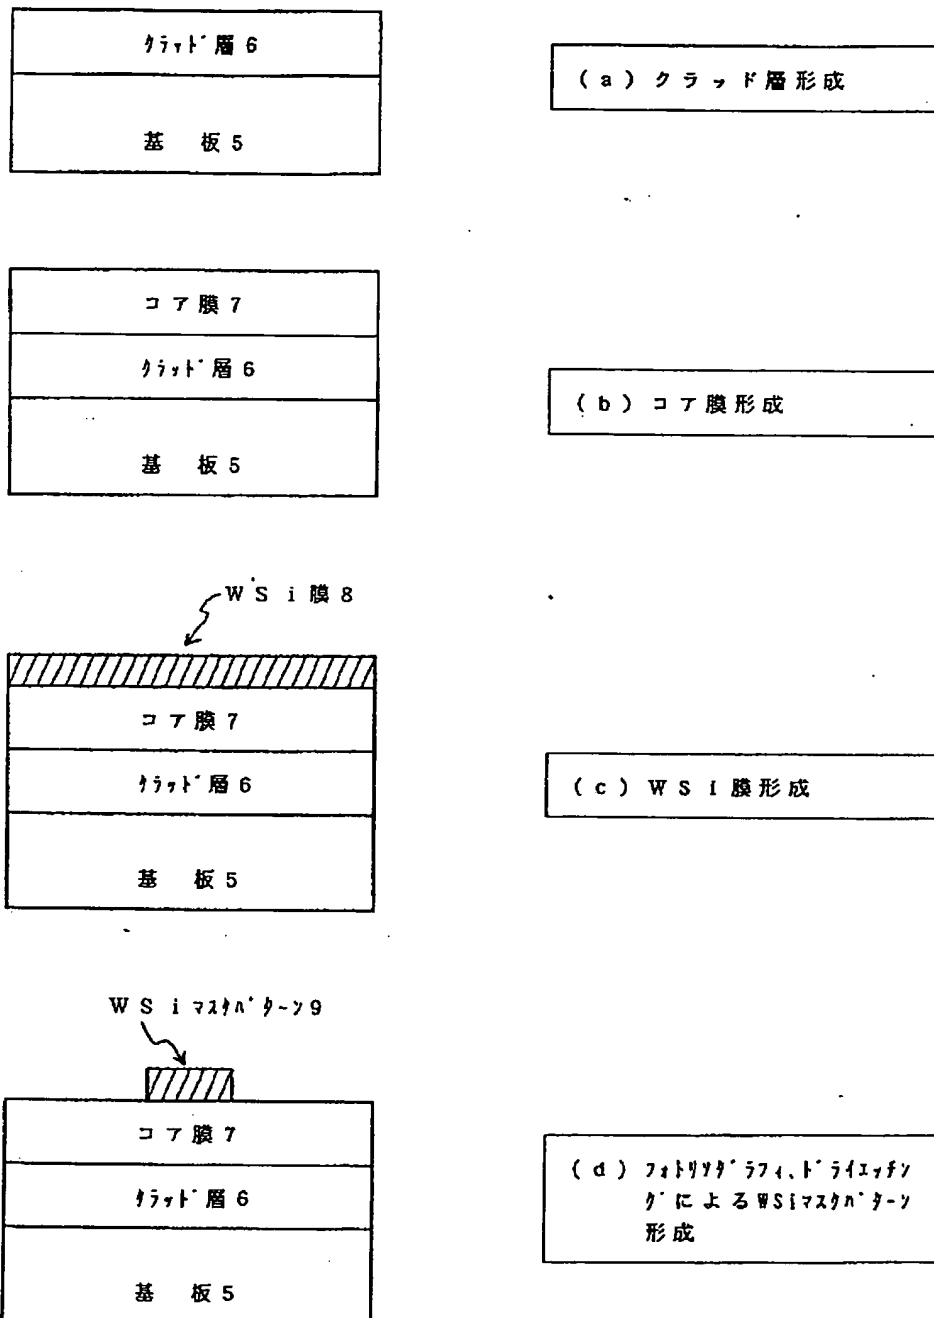 クラッド層6
基 板5
(a) クラッド層形成
コア膜7
クラッド層6
基 板5
(b) コア膜形成
WSi膜8
コア膜7
クラッド層6
基 板5
(c) WSi膜形成
WSiマスクパターン9
コア膜7
クラッド層6
基 板5
(d) フォトリソグラフィ、ドライエッチン
グによるWSiマスクパターン
形成